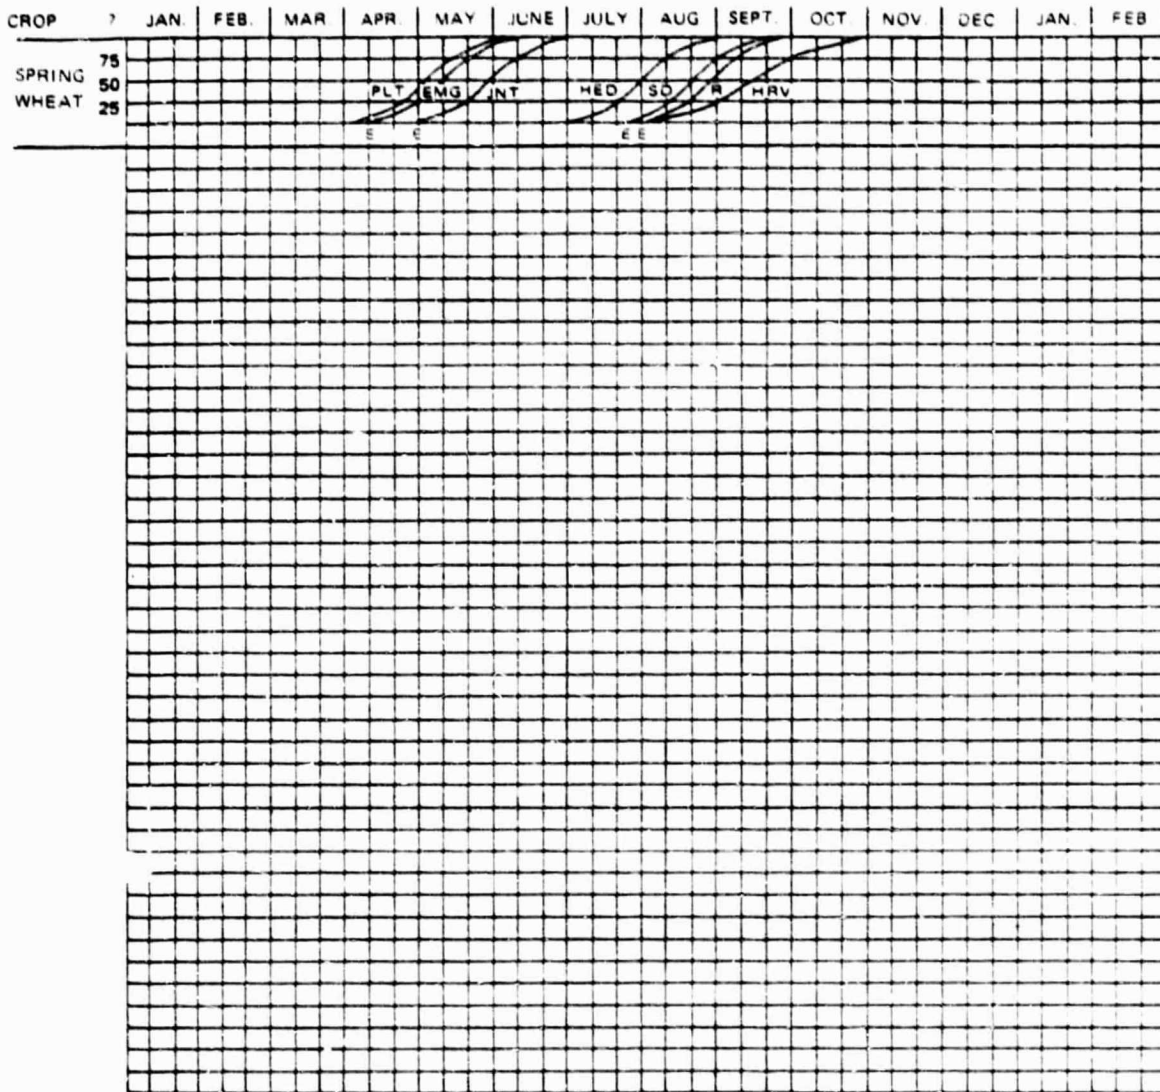 CROP ? JAN. FEB. MAR. APR. MAY JUNE JULY AUG SEPT. OCT. NOV. DEC JAN. FEB
75
SPRING 50
WHEAT 25
PLT EMG JNT HED SD R HRV
E E E E